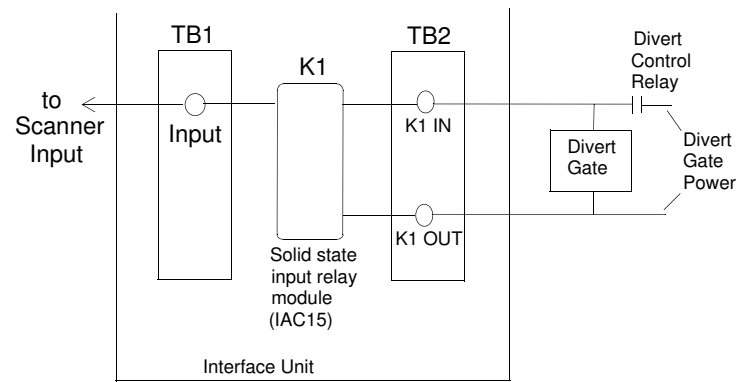 TB1
K1
TB2
Divert
Control
Relay
to
Scanner
Input
Input
K1 IN
Divert
Gate
Divert
Gate
Power
K1 OUT
Solid state
input relay
module
(IAC15)
Interface Unit